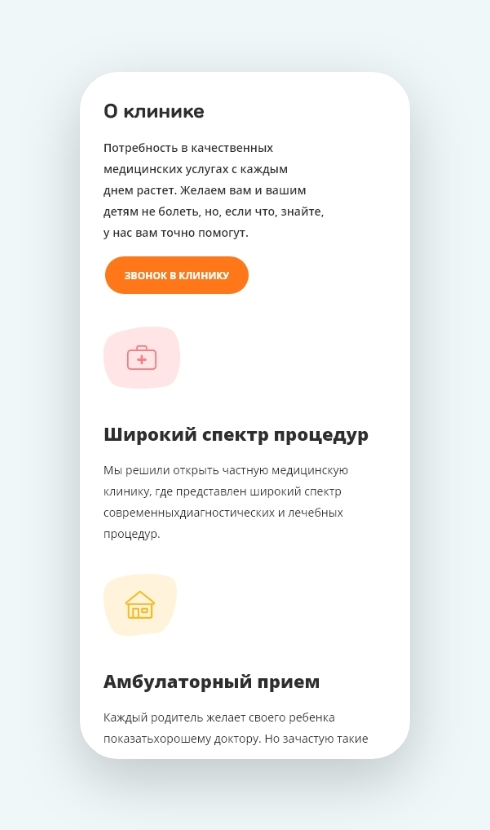 О клинике
Потребность в качественных
медицинских услугах с каждым
днем растет. Желаем вам и вашим
детям не болеть, но, если что, знайте,
у нас вам точно помогут.
ЗВОНОК В КЛИНИКУ
Широкий спектр процедур
Мы решили открыть частную медицинскую
клинику, где представлен широкий спектр
современныхдиагностических и лечебных
процедур.
Амбулаторный прием
Каждый родитель желает своего ребенка
показатьхорошему доктору. Но зачастую такие